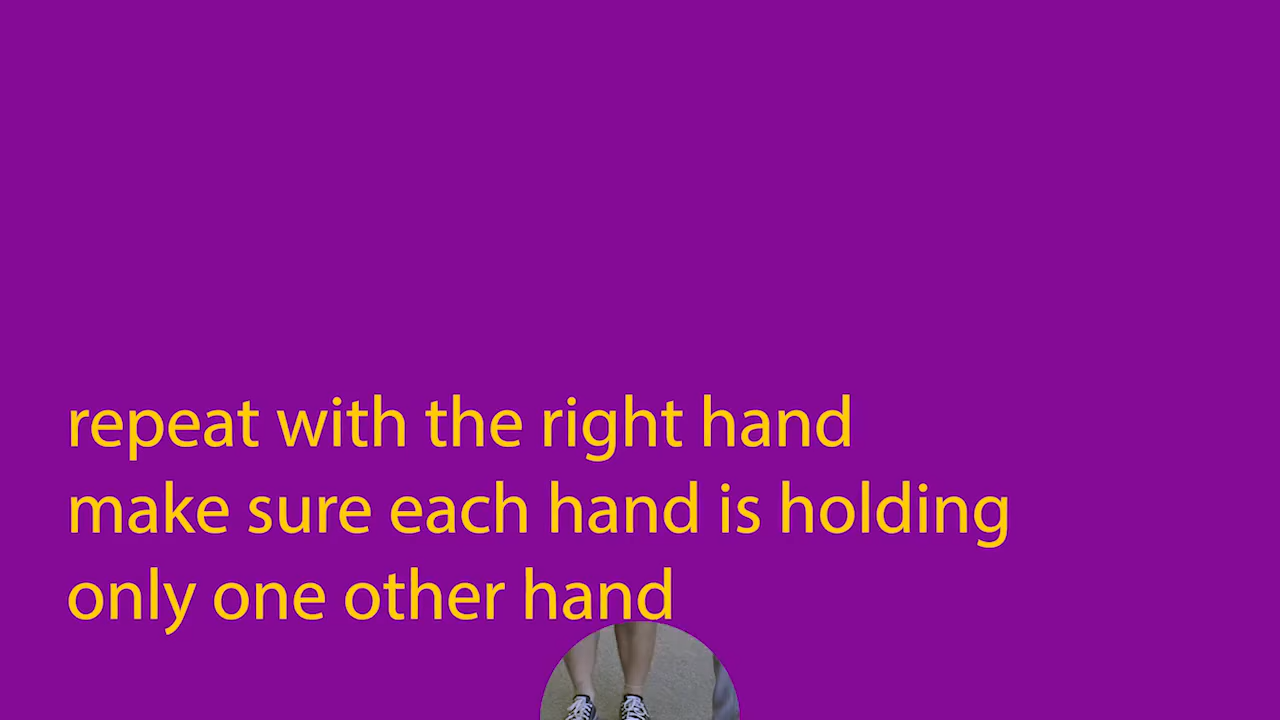 repeat with the right hand
make sure each hand is holding
only one other hand